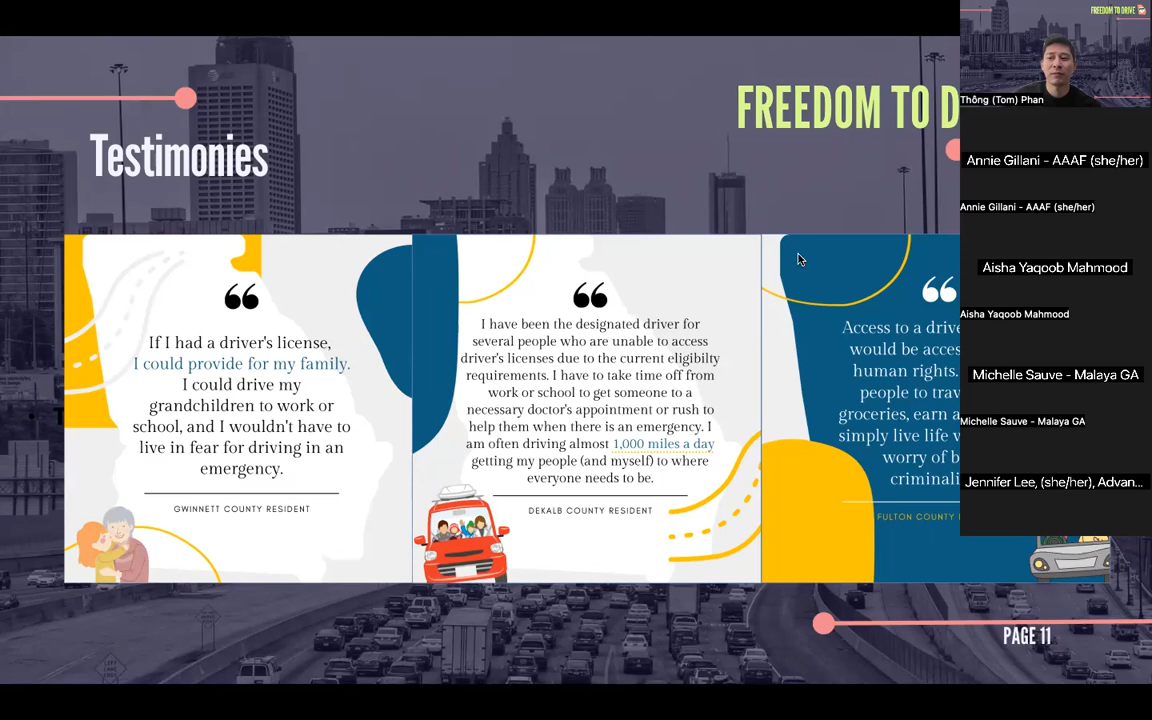 FREEDOM TO DRIVE
Testimonies
FREEDOM TO D
If I had a driver's license,
I could provide for my family.
I could drive my
grandchildren to work or
school, and I wouldn't have to
live in fear for driving in an
emergency.
GWINNETT COUNTY RESIDENT
I have been the designated driver for
several people who are unable to access
driver's licenses due to the current eligibilty
requirements. I have to take time off from
work or school to get someone to a
necessary doctor's appointment or rush to
help them when there is an emergency. I
am often driving almost 1,000 miles a day
getting my people (and myself) to where
everyone needs to be.
DEKALB COUNTY RESIDENT
Access to a drive
would be acces
human rights.
people to trav
groceries, earn a
simply live life w
worry of b
criminali
FULTON COUNTY
PAGE 11
Thông (Tom) Phan
Annie Gillani - AAAF (she/her)
Annie Gillani - AAAF (she/her)
Aisha Yaqoob Mahmood
Aisha Yaqoob Mahmood
Michelle Sauve - Malaya GA
Michelle Sauve - Malaya GA
Jennifer Lee, (she/her), Advan...